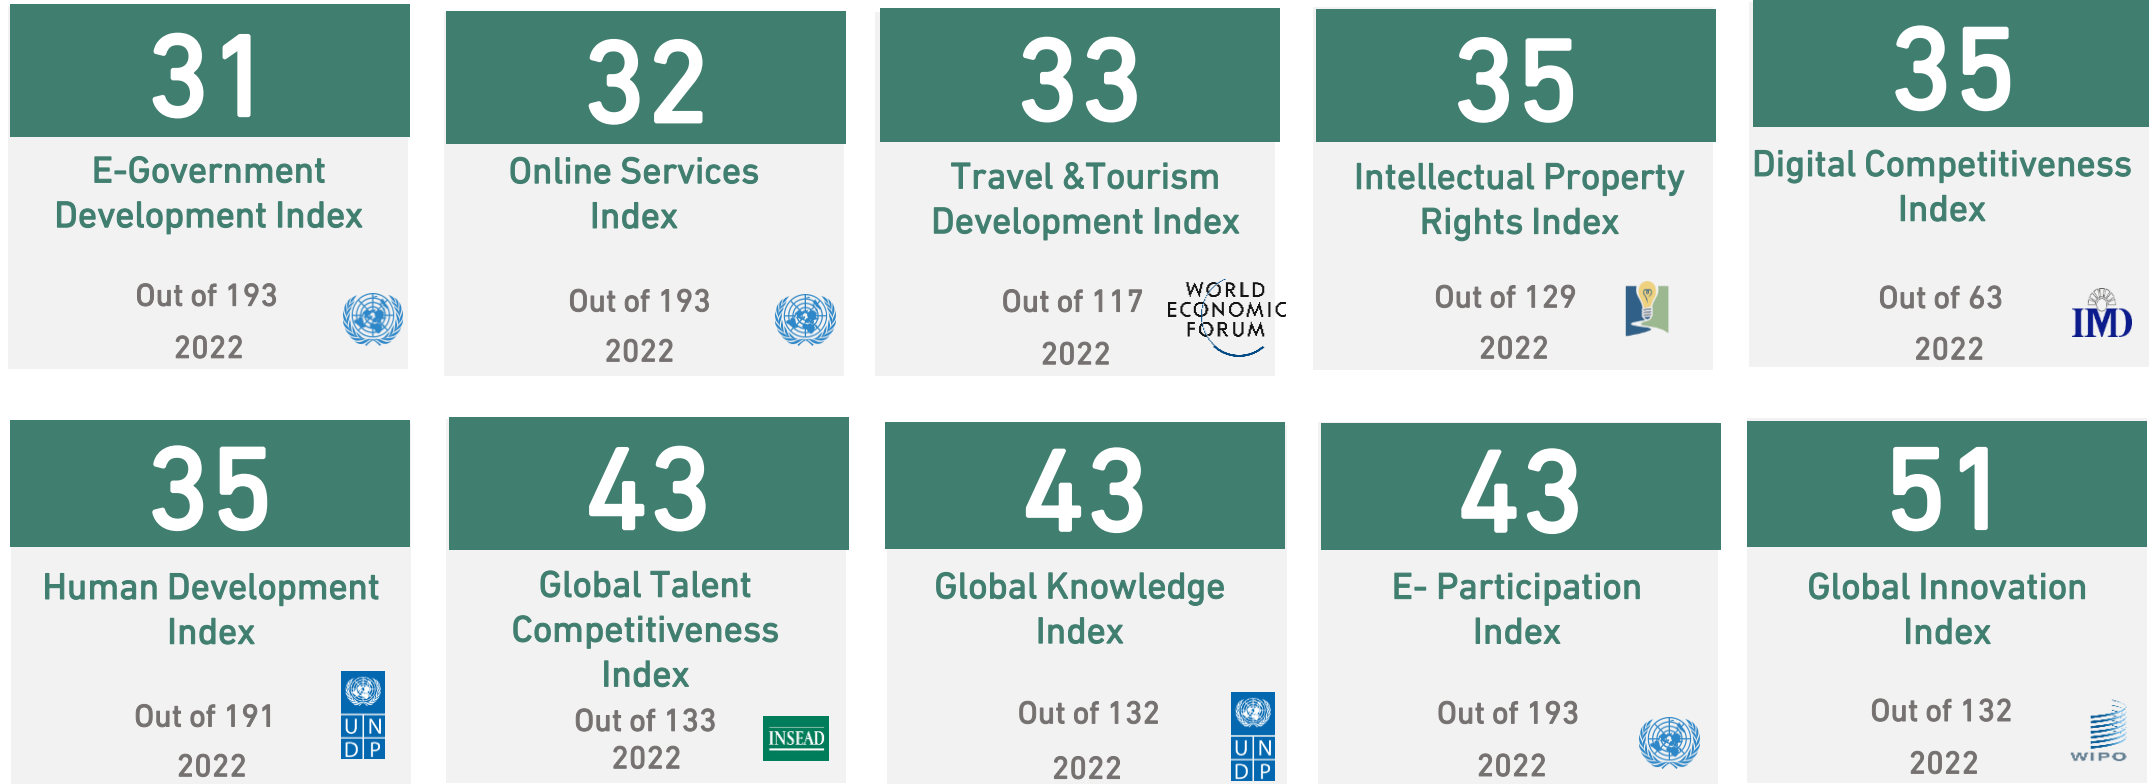 31
E-Government
Development Index
Out of 193
2022
32
Online Services
Index
Out of 193
2022
33
Travel &Tourism
Development Index
Out of 117
2022
WORLD
ECONOMIC
FORUM
35
Intellectual Property
Rights Index
Out of 129
2022
35
Digital Competitiveness
Index
Out of 63
2022
IMD
35
Human Development
Index
Out of 191
2022
U N
D P
43
Global Talent
Competitiveness
Index
Out of 133
2022
INSEAD
43
Global Knowledge
Index
Out of 132
2022
U N
D P
43
E- Participation
Index
Out of 193
2022
51
Global Innovation
Index
Out of 132
2022
WIPO